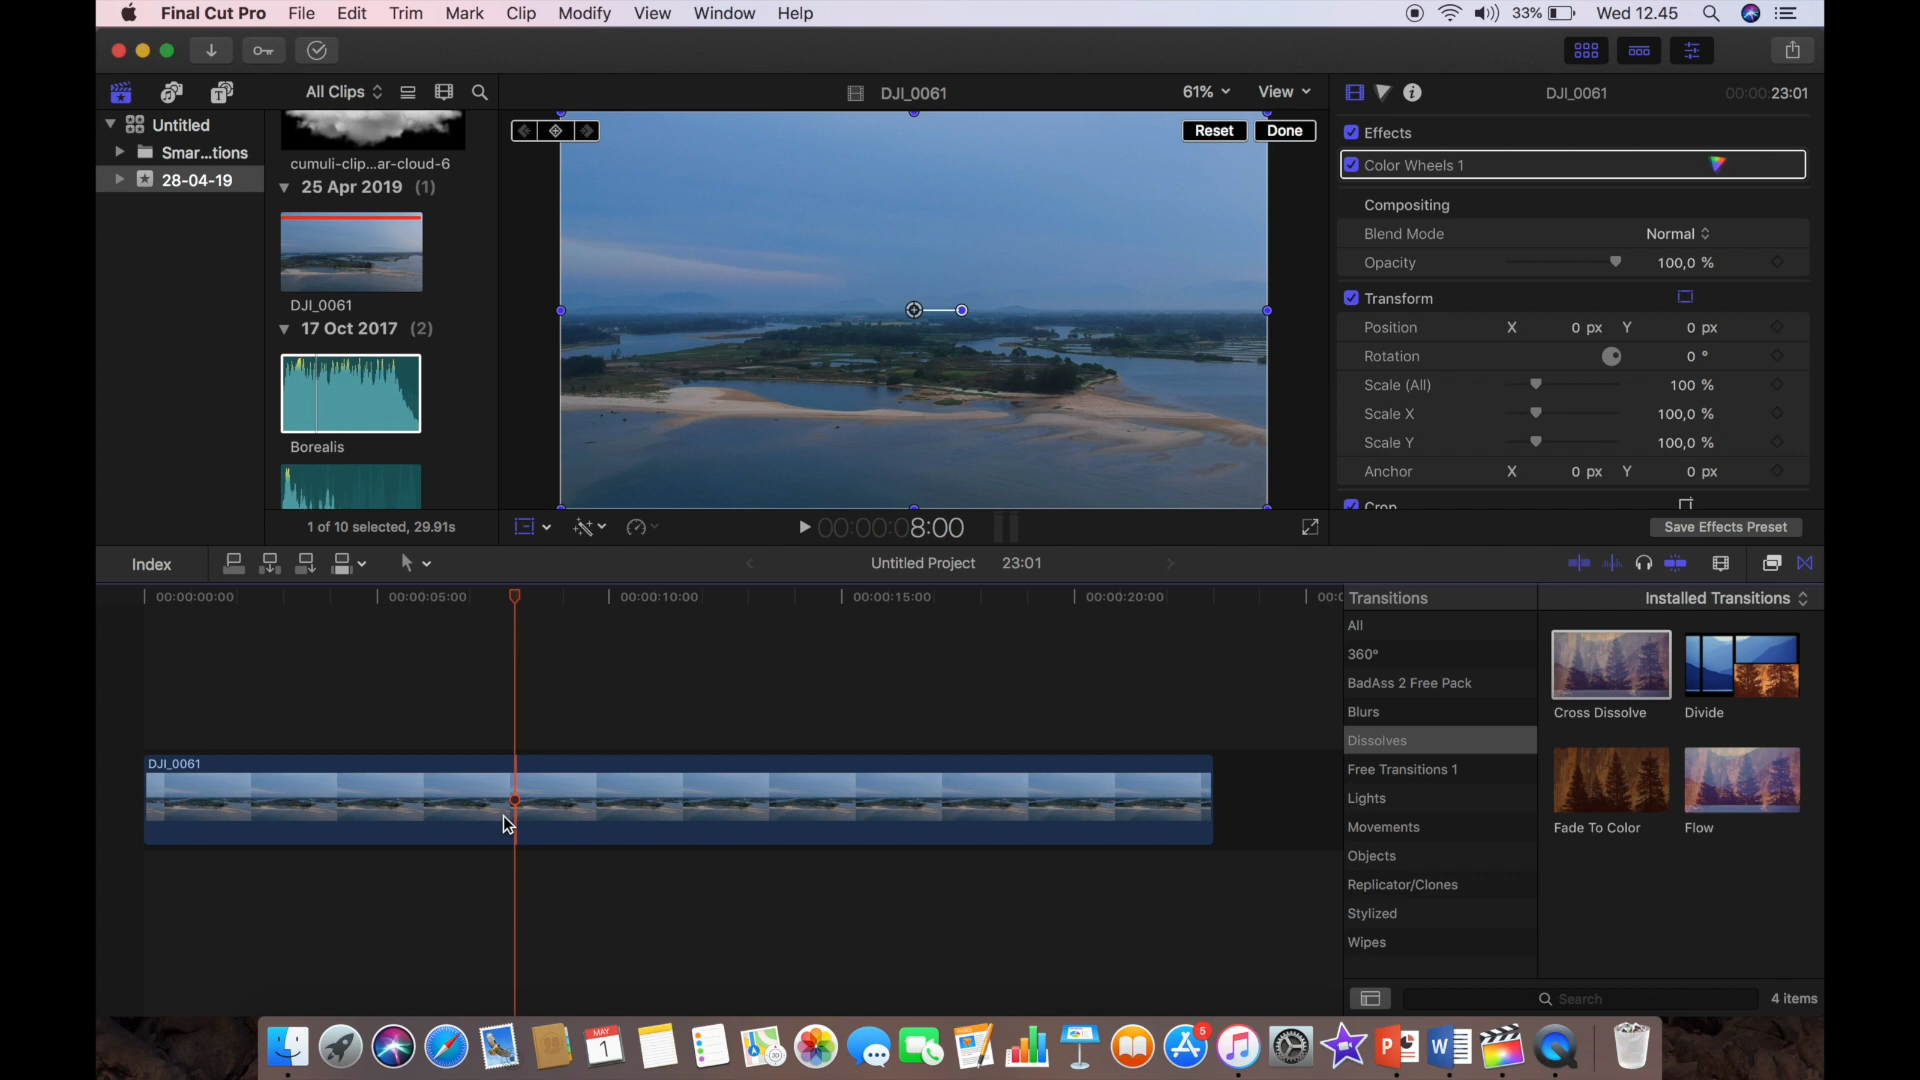 Final Cut Pro File Edit Trim Mark Clip Modify View Window Help 33% Wed 12.45
All Clips DJI_0061 61% View DJI_0061 00:00:23:01
Untitled
Smar...tions
28-04-19
cumuli-clip...ar-cloud-6
25 Apr 2019 (1)
DJI_0061
17 Oct 2017 (2)
Borealis
1 of 10 selected, 29.91s
Reset Done
00:00:08:00
Effects
Color Wheels 1
Compositing
Blend Mode Normal
Opacity 100,0 %
Transform
Position X 0 px Y 0 px
Rotation 0 °
Scale (All) 100 %
Scale X 100,0 %
Scale Y 100,0 %
Anchor X 0 px Y 0 px
Crop
Save Effects Preset
Index Untitled Project 23:01
00:00:00:00 00:00:05:00 00:00:10:00 00:00:15:00 00:00:20:00 00:0
DJI_0061
Transitions Installed Transitions
All
360°
BadAss 2 Free Pack
Blurs
Dissolves
Free Transitions 1
Lights
Movements
Objects
Replicator/Clones
Stylized
Wipes
Cross Dissolve Divide
Fade To Color Flow
Search 4 items
MAY
1
3D
5
P
W